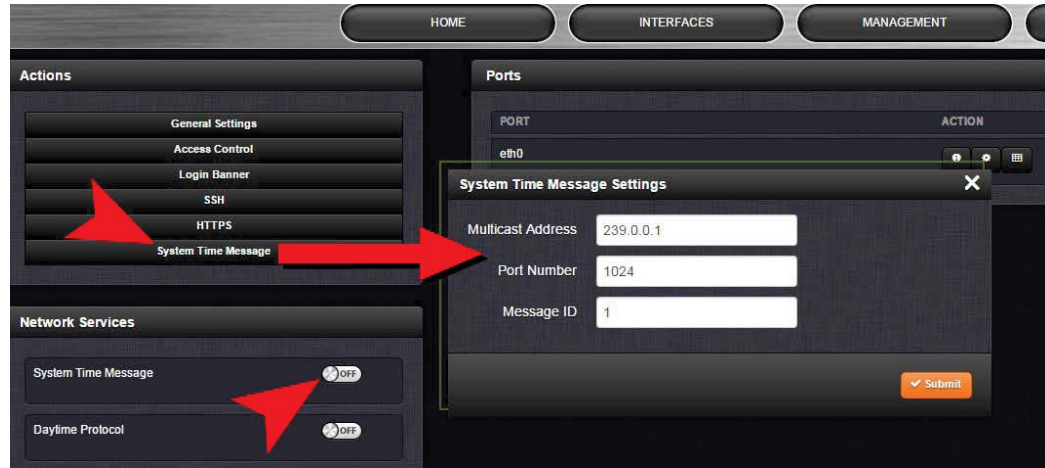 HOME INTERFACES MANAGEMENT
Actions
General Settings
Access Control
Login Banner
SSH
HTTPS
System Time Message
Network Services
System Time Message OFF
Daytime Protocol OFF
Ports
PORT ACTION
eth0
System Time Message Settings
Multicast Address 239.0.0.1
Port Number 1024
Message ID 1
Submit